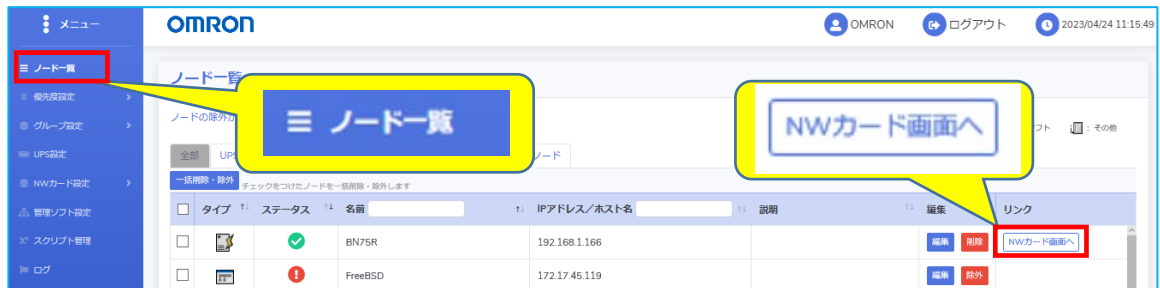 メニュー
OMRON
OMRON
ログアウト
2023/04/24 11:15:49
ノード一覧
優先度設定
グループ設定
UPS設定
NWカード設定
管理ソフト設定
スクリプト管理
ログ
ノード一覧
ノードの除外か
フト
: その他
ノード一覧
NWカード画面へ
全部
UPS
ノード
一括削除・除外
チェックをつけたノードを一括削除・除外します
タイプ ステータス 名前 IPアドレス／ホスト名 説明 編集 リンク
BN75R 192.168.1.166 編集 削除 NWカード画面へ
FreeBSD 172.17.45.119 編集 除外